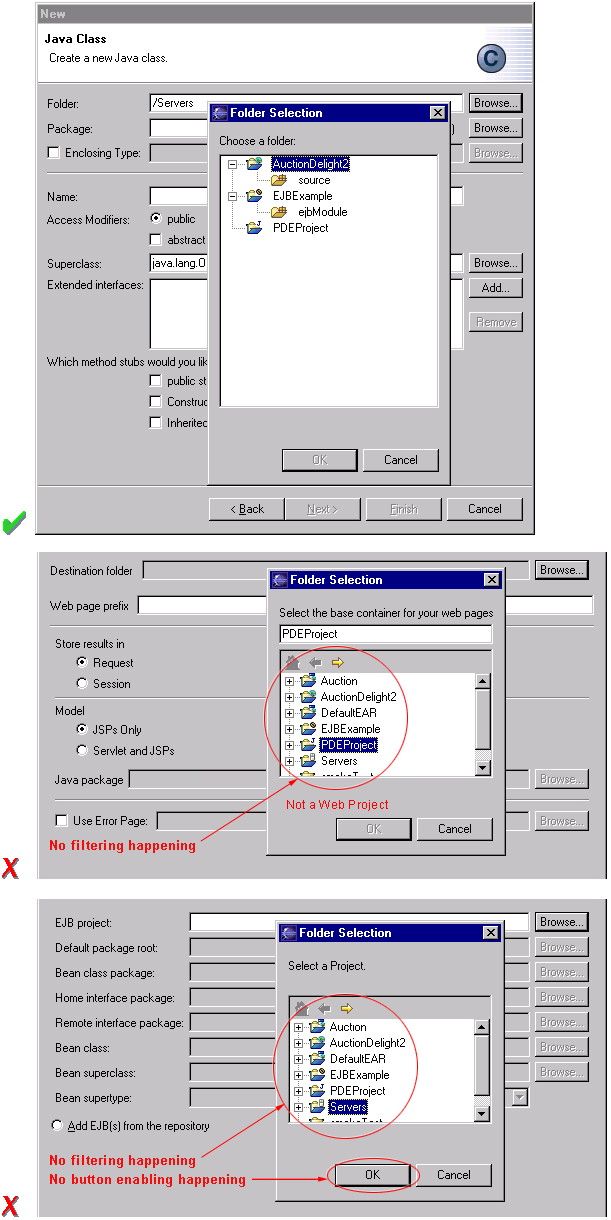 New
Java Class
Create a new Java class.
C
Folder: /Servers Browse...
Package: ) Browse...
Enclosing Type: Browse...
Name:
Access Modifiers: public
abstract
Superclass: java.lang.O Browse...
Extended interfaces: Add...
Remove
Which method stubs would you lik
public st
Construc
Inherited
Folder Selection
Choose a folder:
AuctionDelight2
source
EJBExample
ejbModule
PDEProject
OK Cancel
< Back Next > Finish Cancel
Destination folder Browse...
Web page prefix
Store results in
Request
Session
Model
JSPs Only
Servlet and JSPs
Java package Browse...
Use Error Page: Browse...
No filtering happening
Folder Selection
Select the base container for your web pages
PDEProject
Auction
AuctionDelight2
DefaultEAR
EJBExample
PDEProject
Servers
smokeTest
Not a Web Project
OK Cancel
X
EJB project: Browse...
Default package root: Browse...
Bean class package: Browse...
Home interface package: Browse...
Remote interface package: Browse...
Bean class: Browse...
Bean superclass: Browse...
Bean supertype:
Add EJB(s) from the repository
Folder Selection
Select a Project.
Auction
AuctionDelight2
DefaultEAR
EJBExample
PDEProject
Servers
smokeTest
No filtering happening
No button enabling happening
OK Cancel
X